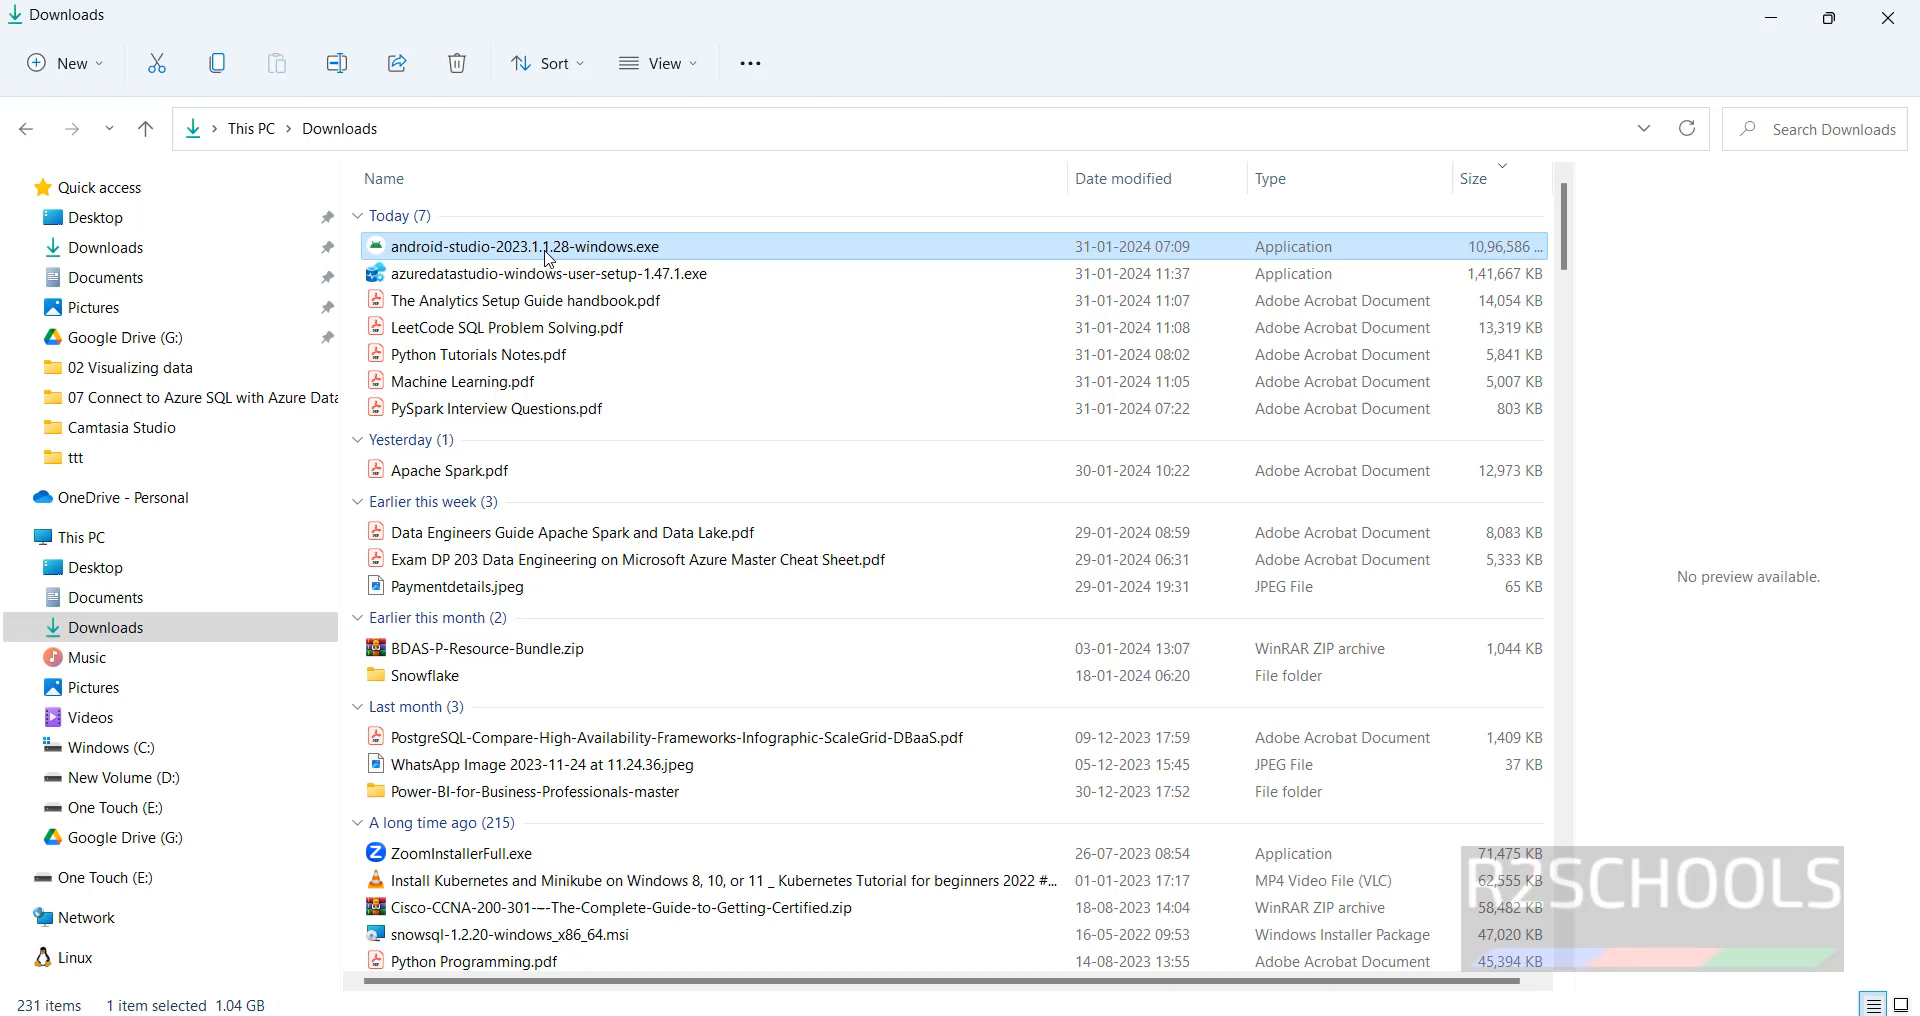 Downloads
New
Sort
View
This PC > Downloads
Search Downloads
Name Date modified Type Size
Quick access
Desktop
Downloads
Documents
Pictures
Google Drive (G:)
02 Visualizing data
07 Connect to Azure SQL with Azure Data
Camtasia Studio
ttt
OneDrive - Personal
This PC
Desktop
Documents
Downloads
Music
Pictures
Videos
Windows (C:)
New Volume (D:)
One Touch (E:)
Google Drive (G:)
One Touch (E:)
Network
Linux
Today (7)
android-studio-2023.1.1.28-windows.exe 31-01-2024 07:09 Application 10,96,586 ...
azuredatastudio-windows-user-setup-1.47.1.exe 31-01-2024 11:37 Application 1,41,667 KB
The Analytics Setup Guide handbook.pdf 31-01-2024 11:07 Adobe Acrobat Document 14,054 KB
LeetCode SQL Problem Solving.pdf 31-01-2024 11:08 Adobe Acrobat Document 13,319 KB
Python Tutorials Notes.pdf 31-01-2024 08:02 Adobe Acrobat Document 5,841 KB
Machine Learning.pdf 31-01-2024 11:05 Adobe Acrobat Document 5,007 KB
PySpark Interview Questions.pdf 31-01-2024 07:22 Adobe Acrobat Document 803 KB
Yesterday (1)
Apache Spark.pdf 30-01-2024 10:22 Adobe Acrobat Document 12,973 KB
Earlier this week (3)
Data Engineers Guide Apache Spark and Data Lake.pdf 29-01-2024 08:59 Adobe Acrobat Document 8,083 KB
Exam DP 203 Data Engineering on Microsoft Azure Master Cheat Sheet.pdf 29-01-2024 06:31 Adobe Acrobat Document 5,333 KB
Paymentdetails.jpeg 29-01-2024 19:31 JPEG File 65 KB
Earlier this month (2)
BDAS-P-Resource-Bundle.zip 03-01-2024 13:07 WinRAR ZIP archive 1,044 KB
Snowflake 18-01-2024 06:20 File folder
Last month (3)
PostgreSQL-Compare-High-Availability-Frameworks-Infographic-ScaleGrid-DBaaS.pdf 09-12-2023 17:59 Adobe Acrobat Document 1,409 KB
WhatsApp Image 2023-11-24 at 11.24.36.jpeg 05-12-2023 15:45 JPEG File 37 KB
Power-BI-for-Business-Professionals-master 30-12-2023 17:52 File folder
A long time ago (215)
ZoomInstallerFull.exe 26-07-2023 08:54 Application 71,475 KB
Install Kubernetes and Minikube on Windows 8, 10, or 11 _ Kubernetes Tutorial for beginners 2022 #... 01-01-2023 17:17 MP4 Video File (VLC) 62,555 KB
Cisco-CCNA-200-301---The-Complete-Guide-to-Getting-Certified.zip 18-08-2023 14:04 WinRAR ZIP archive 58,482 KB
snowsql-1.2.20-windows_x86_64.msi 16-05-2022 09:53 Windows Installer Package 47,020 KB
Python Programming.pdf 14-08-2023 13:55 Adobe Acrobat Document 45,394 KB
No preview available.
R2SCHOOLS
231 items 1 item selected 1.04 GB